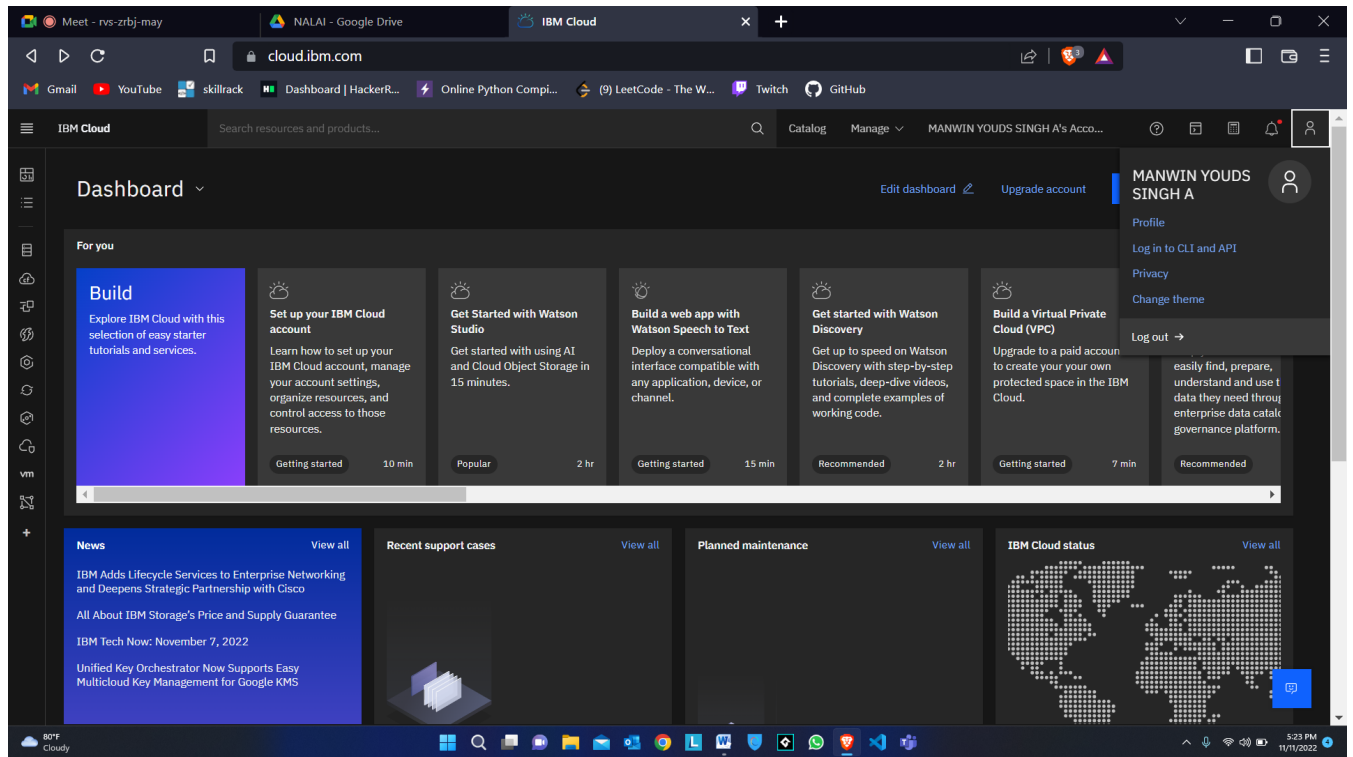 Meet - rvs-zrbj-may
NALAI - Google Drive
IBM Cloud
cloud.ibm.com
3
Gmail
YouTube
skillrack
Dashboard | HackerR...
Online Python Compi...
(9) LeetCode - The W...
Twitch
GitHub
IBM Cloud
Search resources and products...
Catalog
Manage
MANWIN YOUDS SINGH A's Acco...
Dashboard
Edit dashboard
Upgrade account
MANWIN YOUDS
SINGH A
Profile
Log in to CLI and API
Privacy
Change theme
Log out →
vm
For you
Build
Explore IBM Cloud with this
selection of easy starter
tutorials and services.
Set up your IBM Cloud
account
Learn how to set up your
IBM Cloud account, manage
your account settings,
organize resources, and
control access to those
resources.
Getting started 10 min
Get Started with Watson
Studio
Get started with using AI
and Cloud Object Storage in
15 minutes.
Popular 2 hr
Build a web app with
Watson Speech to Text
Deploy a conversational
interface compatible with
any application, device, or
channel.
Getting started 15 min
Get started with Watson
Discovery
Get up to speed on Watson
Discovery with step-by-step
tutorials, deep-dive videos,
and complete examples of
working code.
Recommended 2 hr
Build a Virtual Private
Cloud (VPC)
Upgrade to a paid accoun
to create your your own
protected space in the IBM
Cloud.
Getting started 7 min
easily find, prepare,
understand and use t
data they need throug
enterprise data catalo
governance platform.
Recommended
News View all
IBM Adds Lifecycle Services to Enterprise Networking
and Deepens Strategic Partnership with Cisco
All About IBM Storage's Price and Supply Guarantee
IBM Tech Now: November 7, 2022
Unified Key Orchestrator Now Supports Easy
Multicloud Key Management for Google KMS
Recent support cases View all
Planned maintenance View all
IBM Cloud status View all
80°F
Cloudy
5:23 PM
11/11/2022
4